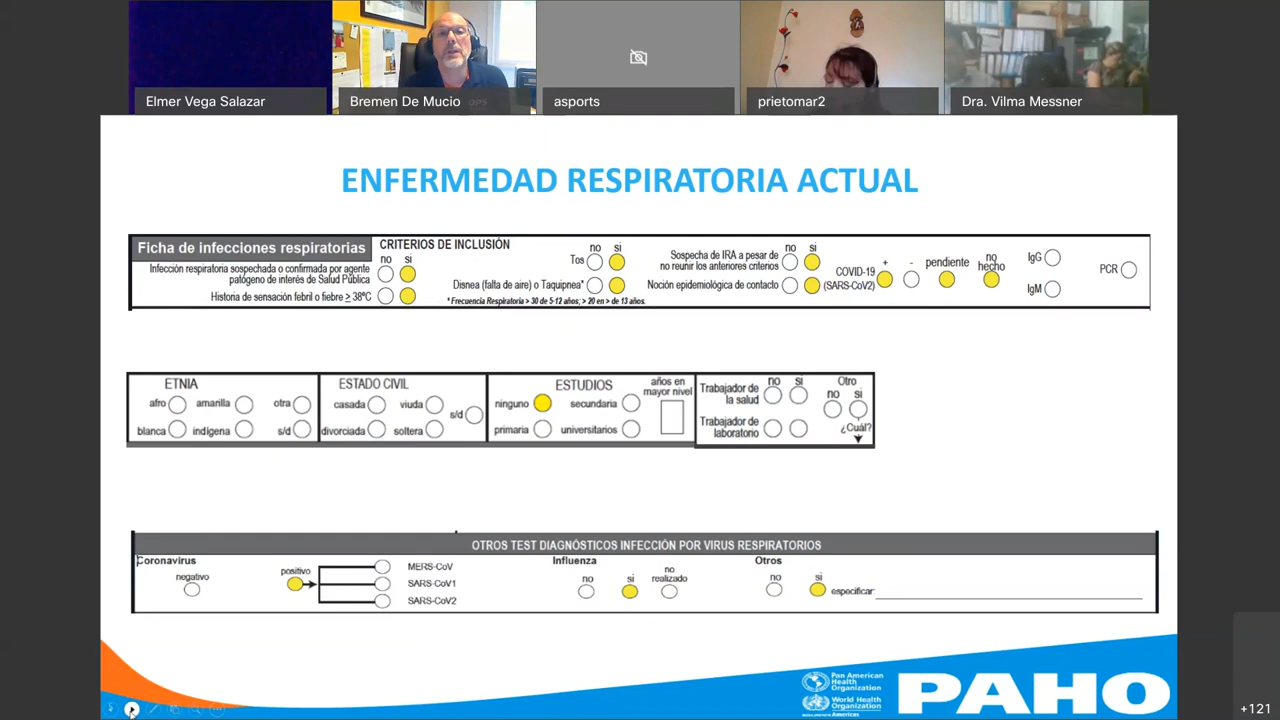 Elmer Vega Salazar
Bremen De Mucio
asports
prietomar2
Dra. Vilma Messner
ENFERMEDAD RESPIRATORIA ACTUAL
Ficha de infecciones respiratorias
CRITERIOS DE INCLUSIÓN
no si
Infección respiratoria sospechada o confirmada por agente
patógeno de interés de Salud Pública
Historia de sensación febril o fiebre ≥ 38ºC
no si
Tos
Disnea (falta de aire) o Taquipnea*
* Frecuencia Respiratoria > 30 de 5-12 años; > 20 en > de 13 años.
no si
Sospecha de IRA a pesar de
no reunir los anteriores criterios
Noción epidemiológica de contacto
COVID-19
(SARS-CoV2)
+ - pendiente no
hecho
IgG
IgM
PCR
ETNIA
afro amarilla otra
blanca indígena s/d
ESTADO CIVIL
casada viuda s/d
divorciada soltera
ESTUDIOS
ninguno secundaria
primaria universitarios
años en
mayor nivel
no si
Trabajador de
la salud
Trabajador de
laboratorio
Otro
no si
¿Cuál?
OTROS TEST DIAGNÓSTICOS INFECCIÓN POR VIRUS RESPIRATORIOS
Coronavirus
negativo
positivo
MERS-CoV
SARS-CoV1
SARS-CoV2
Influenza
no si no
realizado
Otros
no si
especificar:
Pan American
Health
Organization
World Health
Organization
Americas
PAHO
+121